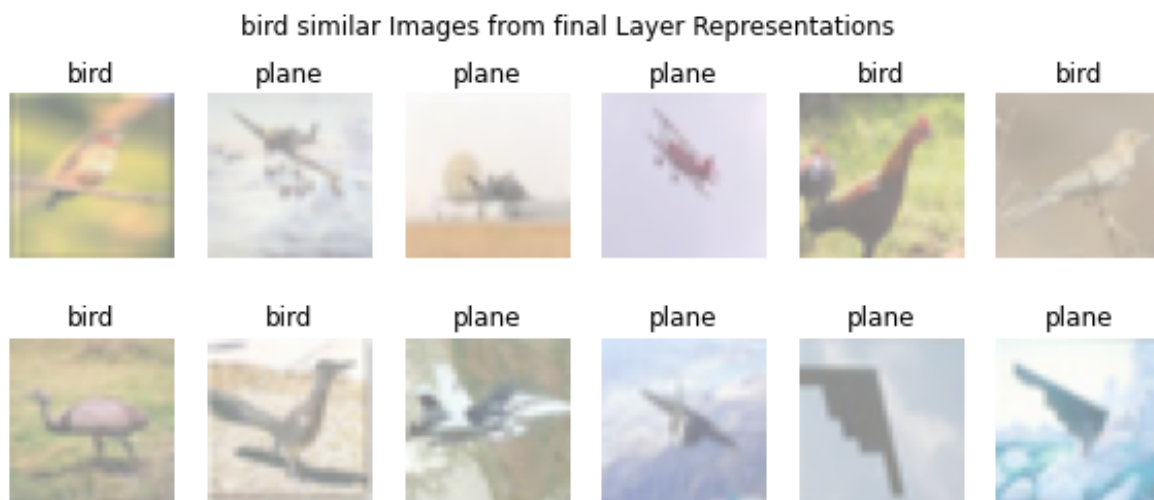 bird similar Images from final Layer Representations
bird plane plane plane bird bird
bird bird plane plane plane plane